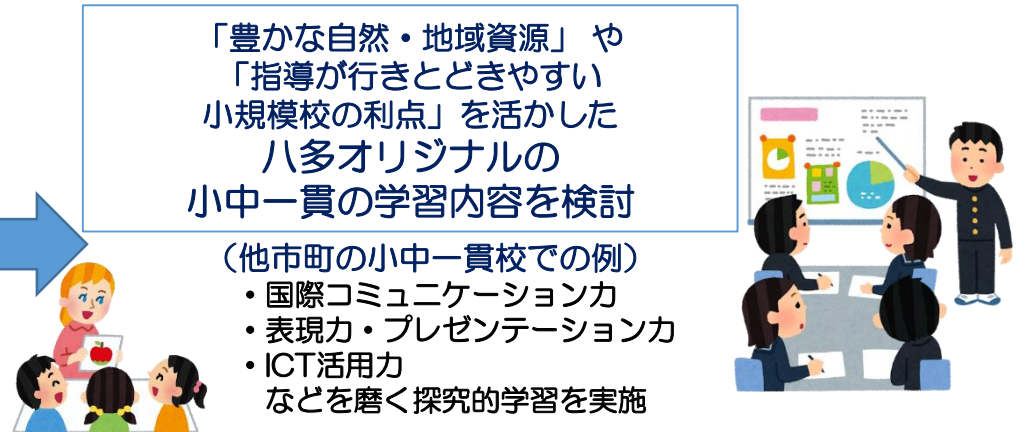 「豊かな自然・地域資源」 や
「指導が行きとどきやすい
小規模校の利点」を活かした
八多オリジナルの
小中一貫の学習内容を検討
（他市町の小中一貫校での例）
・国際コミュニケーション力
・表現力・プレゼンテーション力
・ICT活用力
などを磨く探究的学習を実施